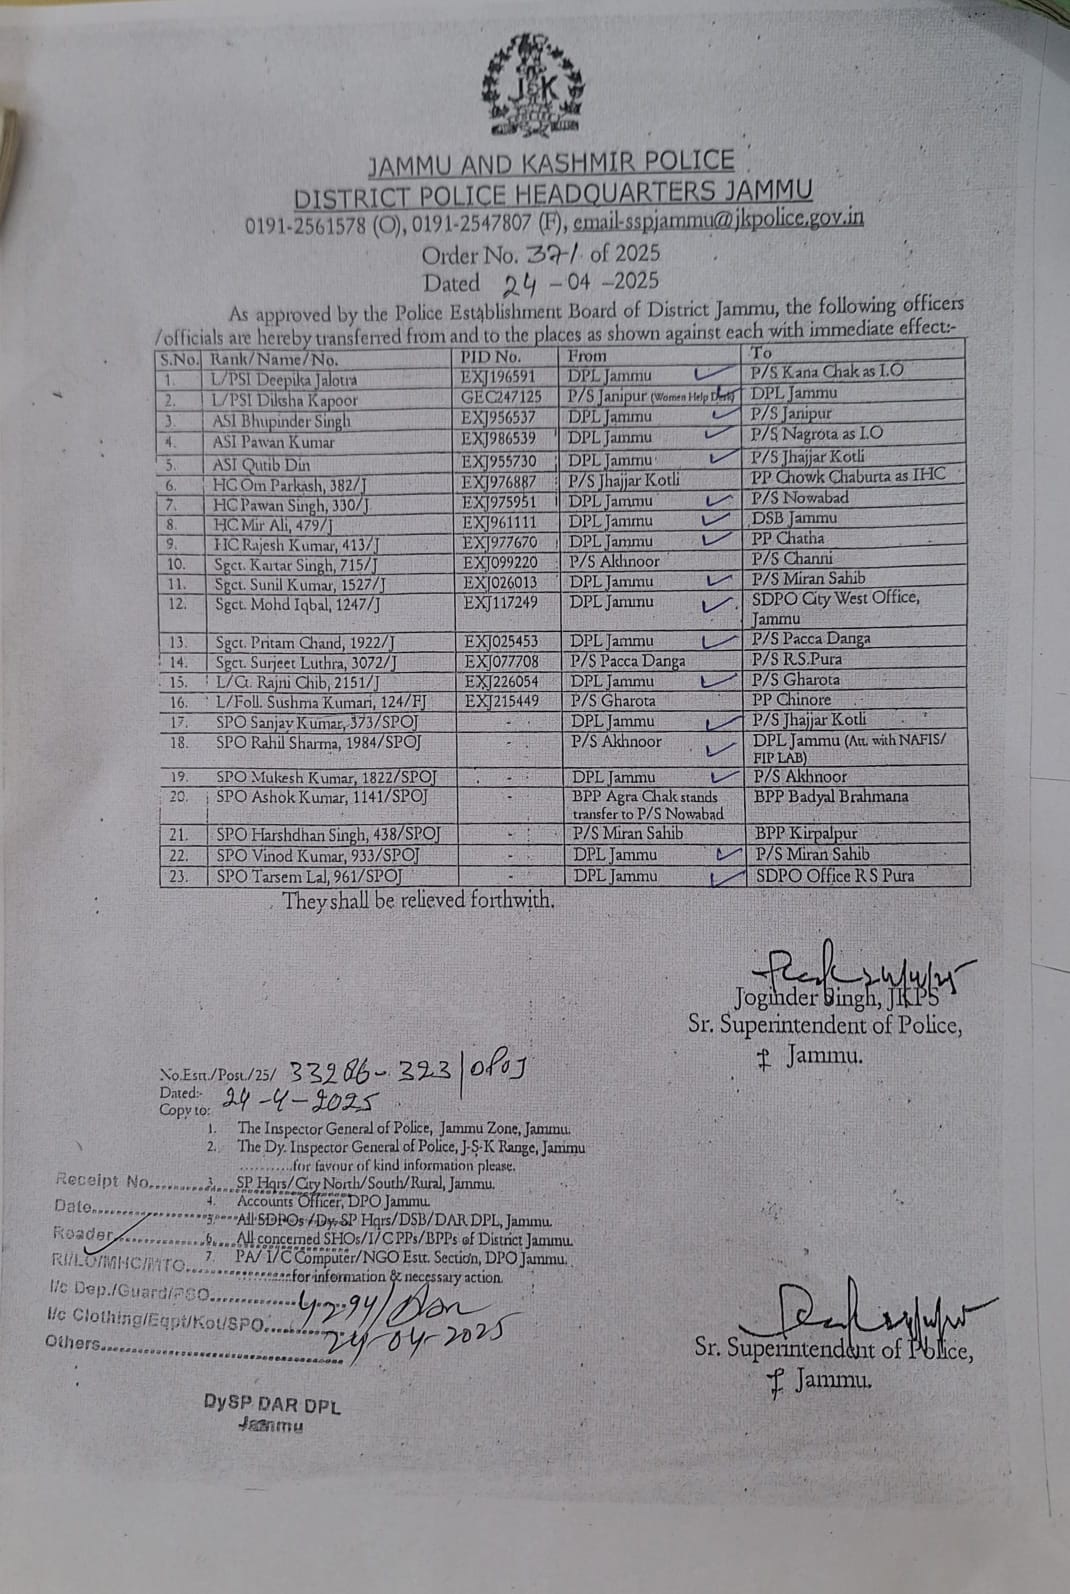 J&K
JAMMU AND KASHMIR POLICE
DISTRICT POLICE HEADQUARTERS JAMMU
0191-2561578 (O), 0191-2547807 (F), email-sspjammu@jkpolice.gov.in
Order No. 371 of 2025
Dated 24 - 04 -2025
As approved by the Police Establishment Board of District Jammu, the following officers
/officials are hereby transferred from and to the places as shown against each with immediate effect:-
S.No. Rank/Name/No. PID No. From To
1. L/PSI Deepika Jalotra EXJ196591 DPL Jammu P/S Kana Chak as I.O
2. L/PSI Diksha Kapoor GEC247125 P/S Janipur (Women Help Desk) DPL Jammu
3. ASI Bhupinder Singh EXJ956537 DPL Jammu P/S Janipur
4. ASI Pawan Kumar EXJ986539 DPL Jammu P/S Nagrota as I.O
5. ASI Qutib Din EXJ955730 DPL Jammu P/S Jhajjar Kotli
6. HC Om Parkash, 382/J EXJ976887 P/S Jhajjar Kotli PP Chowk Chaburta as IHC
7. HC Pawan Singh, 330/J EXJ975951 DPL Jammu P/S Nowabad
8. HC Mir Ali, 479/J EXJ961111 DPL Jammu DSB Jammu
9. HC Rajesh Kumar, 413/J EXJ977670 DPL Jammu PP Chatha
10. Sgct. Kartar Singh, 715/J EXJ099220 P/S Akhnoor P/S Channi
11. Sgct. Sunil Kumar, 1527/J EXJ026013 DPL Jammu P/S Miran Sahib
12. Sgct. Mohd Iqbal, 1247/J EXJ117249 DPL Jammu SDPO City West Office,
Jammu
13. Sgct. Pritam Chand, 1922/J EXJ025453 DPL Jammu P/S Pacca Danga
14. Sgct. Surjeet Luthra, 3072/J EXJ077708 P/S Pacca Danga P/S R.S.Pura
15. L/Ct. Rajni Chib, 2151/J EXJ226054 DPL Jammu P/S Gharota
16. L/Foll. Sushma Kumari, 124/FJ EXJ215449 P/S Gharota PP Chinore
17. SPO Sanjay Kumar, 373/SPOJ - DPL Jammu P/S Jhajjar Kotli
18. SPO Rahil Sharma, 1984/SPOJ - P/S Akhnoor DPL Jammu (Att. with NAFIS/
FIP LAB)
19. SPO Mukesh Kumar, 1822/SPOJ - DPL Jammu P/S Akhnoor
20. SPO Ashok Kumar, 1141/SPOJ - BPP Agra Chak stands BPP Badyal Brahmana
transfer to P/S Nowabad
21. SPO Harshdhan Singh, 438/SPOJ - P/S Miran Sahib BPP Kirpalpur
22. SPO Vinod Kumar, 933/SPOJ - DPL Jammu P/S Miran Sahib
23. SPO Tarsem Lal, 961/SPOJ - DPL Jammu SDPO Office R S Pura
They shall be relieved forthwith.
Joginder Singh, JKPS
Sr. Superintendent of Police,
Jammu.
No.Estt./Post./25/ 33286-323/DPOJ
Dated:- 24-4-2025
Copy to:
1. The Inspector General of Police, Jammu Zone, Jammu.
2. The Dy. Inspector General of Police, J-S-K Range, Jammu
..........for favour of kind information please.
Receipt No............ 3. SP Hqrs/City North/South/Rural, Jammu.
4. Accounts Officer, DPO Jammu.
Date............ 5. All SDPOs /Dy. SP Hqrs/DSB/DAR DPL, Jammu.
Reader............ 6. All concerned SHOs/I/C PPs/BPPs of District Jammu.
RI/LO/MHC/MTO............ 7. PA/ I/C Computer/NGO Estt. Section, DPO Jammu.
..........for information & necessary action.
I/c Dep./Guard/PSO............ 4294/
I/c Clothing/Eqpt/Kot/SPO............ 24-04-2025
Others............
Sr. Superintendent of Police,
Jammu.
DySP DAR DPL
Jammu